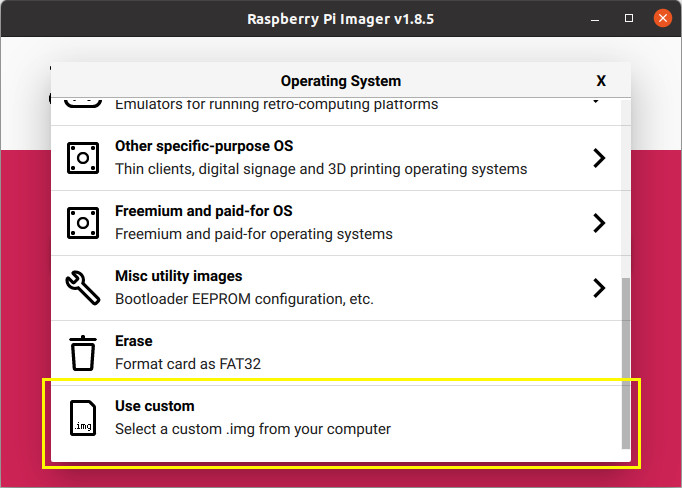 Raspberry Pi Imager v1.8.5
Operating System
X
Emulators for running retro-computing platforms
Other specific-purpose OS
Thin clients, digital signage and 3D printing operating systems
Freemium and paid-for OS
Freemium and paid-for operating systems
Misc utility images
Bootloader EEPROM configuration, etc.
Erase
Format card as FAT32
Use custom
.img
Select a custom .img from your computer